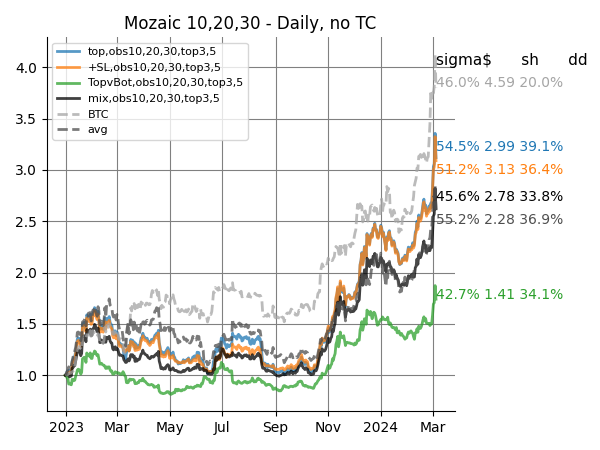 Mozaic 10,20,30 - Daily, no TC
top,obs10,20,30,top3,5
+SL,obs10,20,30,top3,5
TopvBot,obs10,20,30,top3,5
mix,obs10,20,30,top3,5
BTC
avg
sigma$ sh dd
46.0% 4.59 20.0%
54.5% 2.99 39.1%
51.2% 3.13 36.4%
45.6% 2.78 33.8%
55.2% 2.28 36.9%
42.7% 1.41 34.1%
4.0
3.5
3.0
2.5
2.0
1.5
1.0
2023 Mar May Jul Sep Nov 2024 Mar